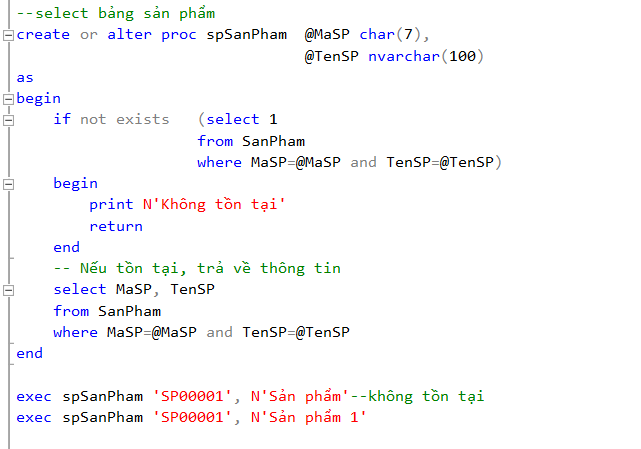 --select bảng sản phẩm
create or alter proc spSanPham  @MaSP char(7),
                                @TenSP nvarchar(100)
as
begin
    if not exists   (select 1
                    from SanPham
                    where MaSP=@MaSP and TenSP=@TenSP)
    begin
        print N'Không tồn tại'
        return
    end
    -- Nếu tồn tại, trả về thông tin
    select MaSP, TenSP
    from SanPham
    where MaSP=@MaSP and TenSP=@TenSP
end

exec spSanPham 'SP00001', N'Sản phẩm'--không tồn tại
exec spSanPham 'SP00001', N'Sản phẩm 1'